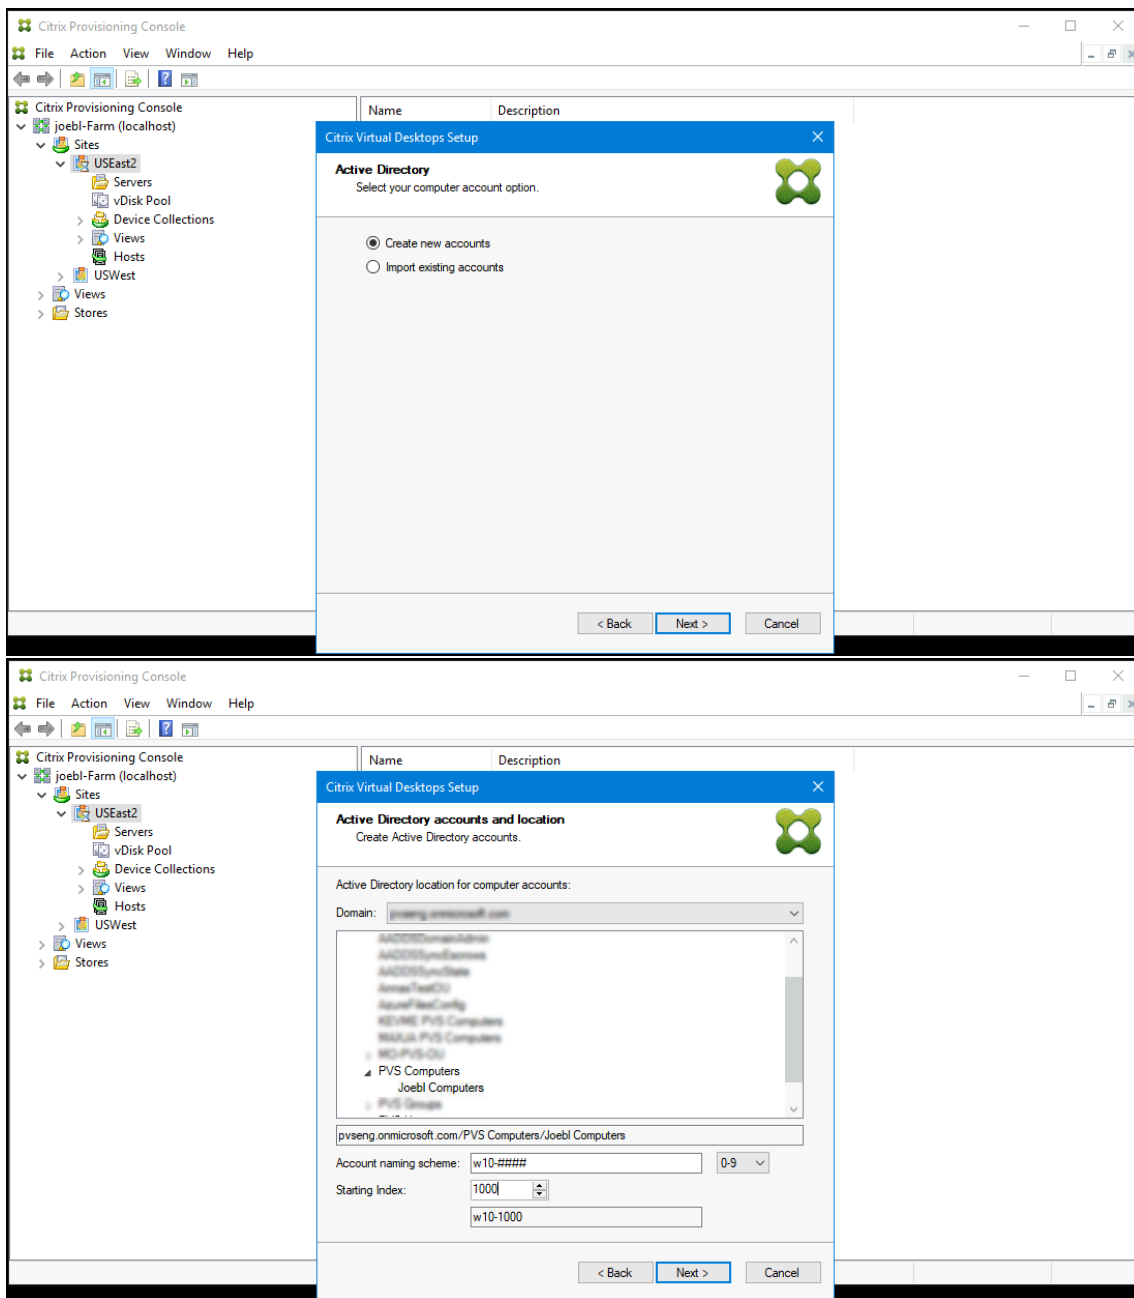 Citrix Provisioning Console
File Action View Window Help
Citrix Provisioning Console
joebl-Farm (localhost)
Sites
USEast2
Servers
vDisk Pool
Device Collections
Views
Hosts
USWest
Views
Stores
Name Description
Citrix Virtual Desktops Setup
Active Directory
Select your computer account option.
Create new accounts
Import existing accounts
< Back Next > Cancel
Citrix Provisioning Console
File Action View Window Help
Citrix Provisioning Console
joebl-Farm (localhost)
Sites
USEast2
Servers
vDisk Pool
Device Collections
Views
Hosts
USWest
Views
Stores
Name Description
Citrix Virtual Desktops Setup
Active Directory accounts and location
Create Active Directory accounts.
Active Directory location for computer accounts:
Domain:
PVS Computers
Joebl Computers
pvseng.onmicrosoft.com/PVS Computers/Joebl Computers
Account naming scheme: w10-#### 0-9
Starting Index: 1000
w10-1000
< Back Next > Cancel